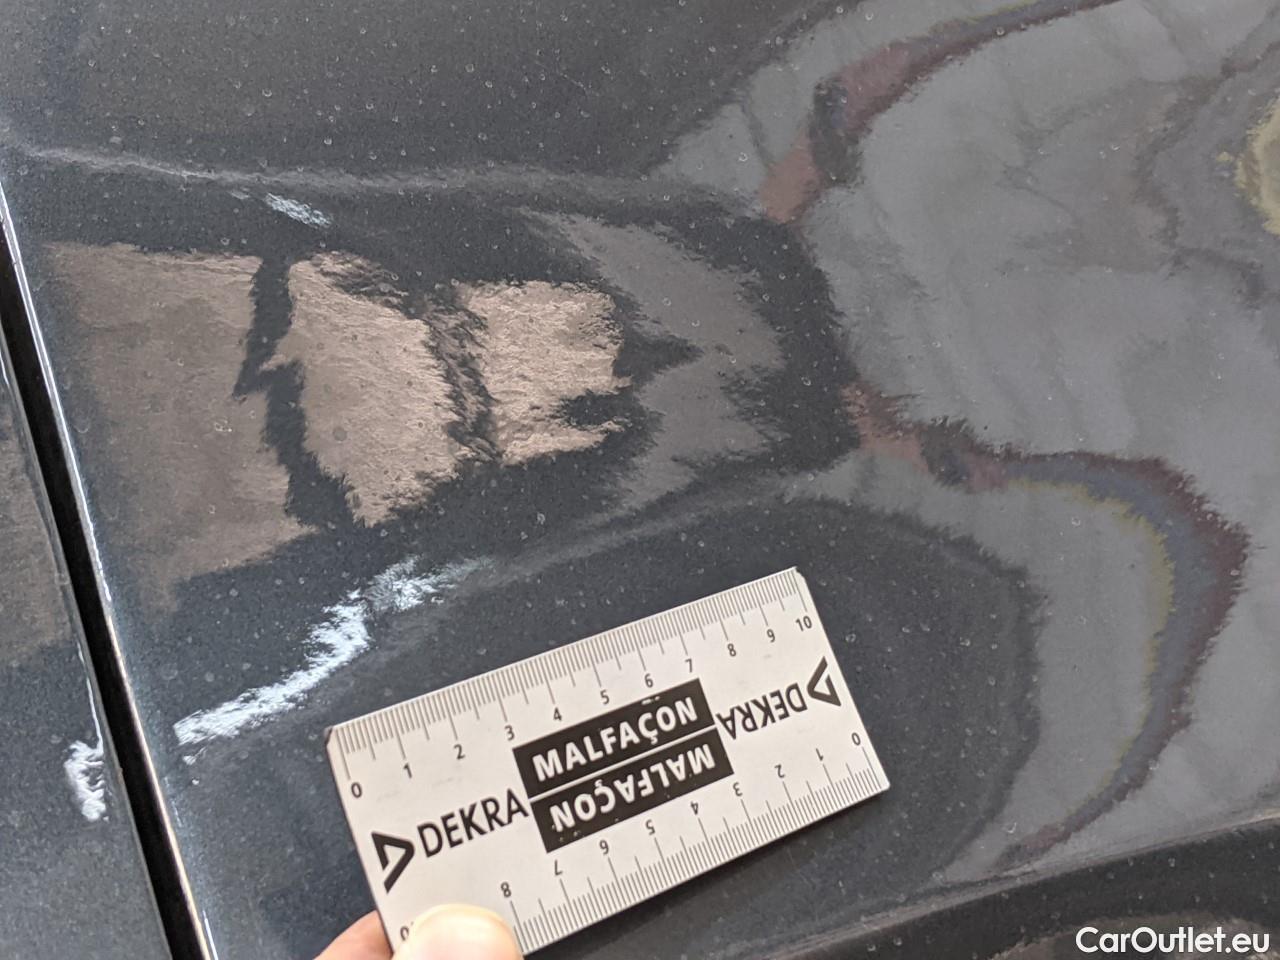 0 1 2 3 4 5 6 7 8 9 10
MALFAÇON
DEKRA
DEKRA
MALFAÇON
8 7 6 5 4 3 2 1 0
CarOutlet.eu